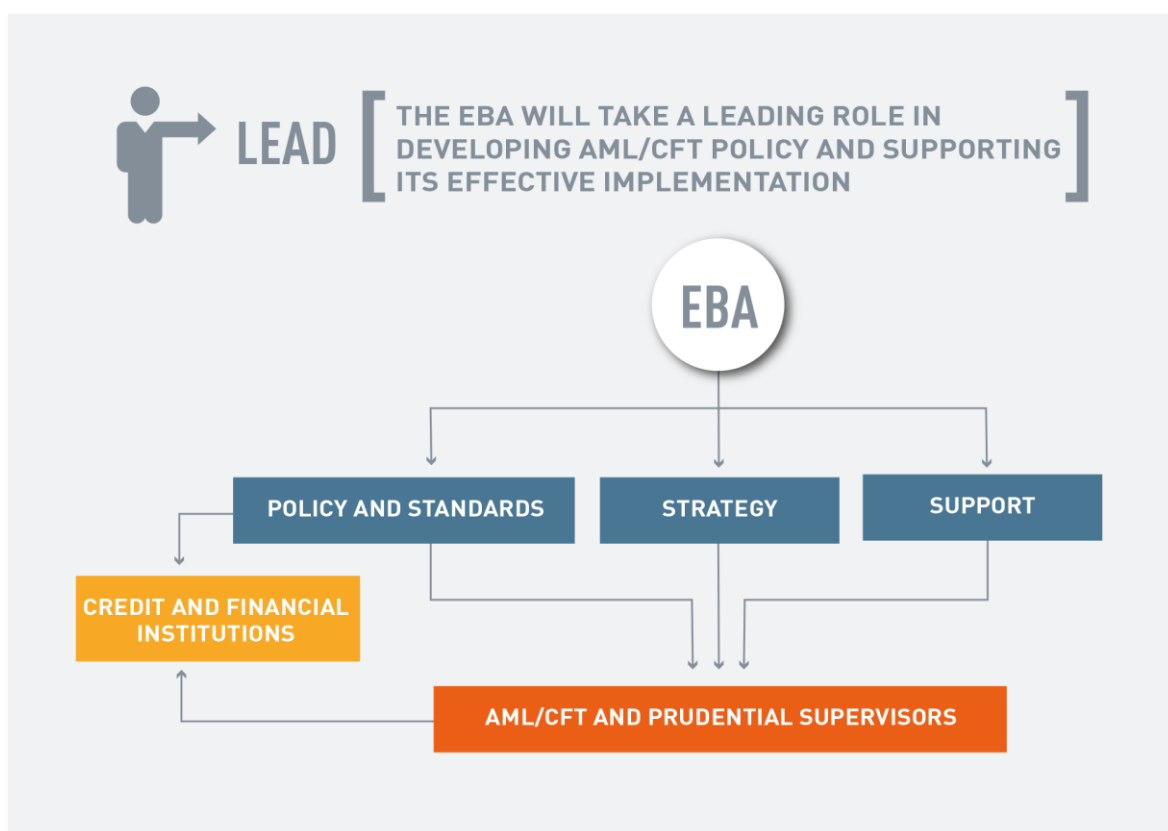 LEAD
THE EBA WILL TAKE A LEADING ROLE IN
DEVELOPING AML/CFT POLICY AND SUPPORTING
ITS EFFECTIVE IMPLEMENTATION
EBA
POLICY AND STANDARDS
STRATEGY
SUPPORT
CREDIT AND FINANCIAL
INSTITUTIONS
AML/CFT AND PRUDENTIAL SUPERVISORS